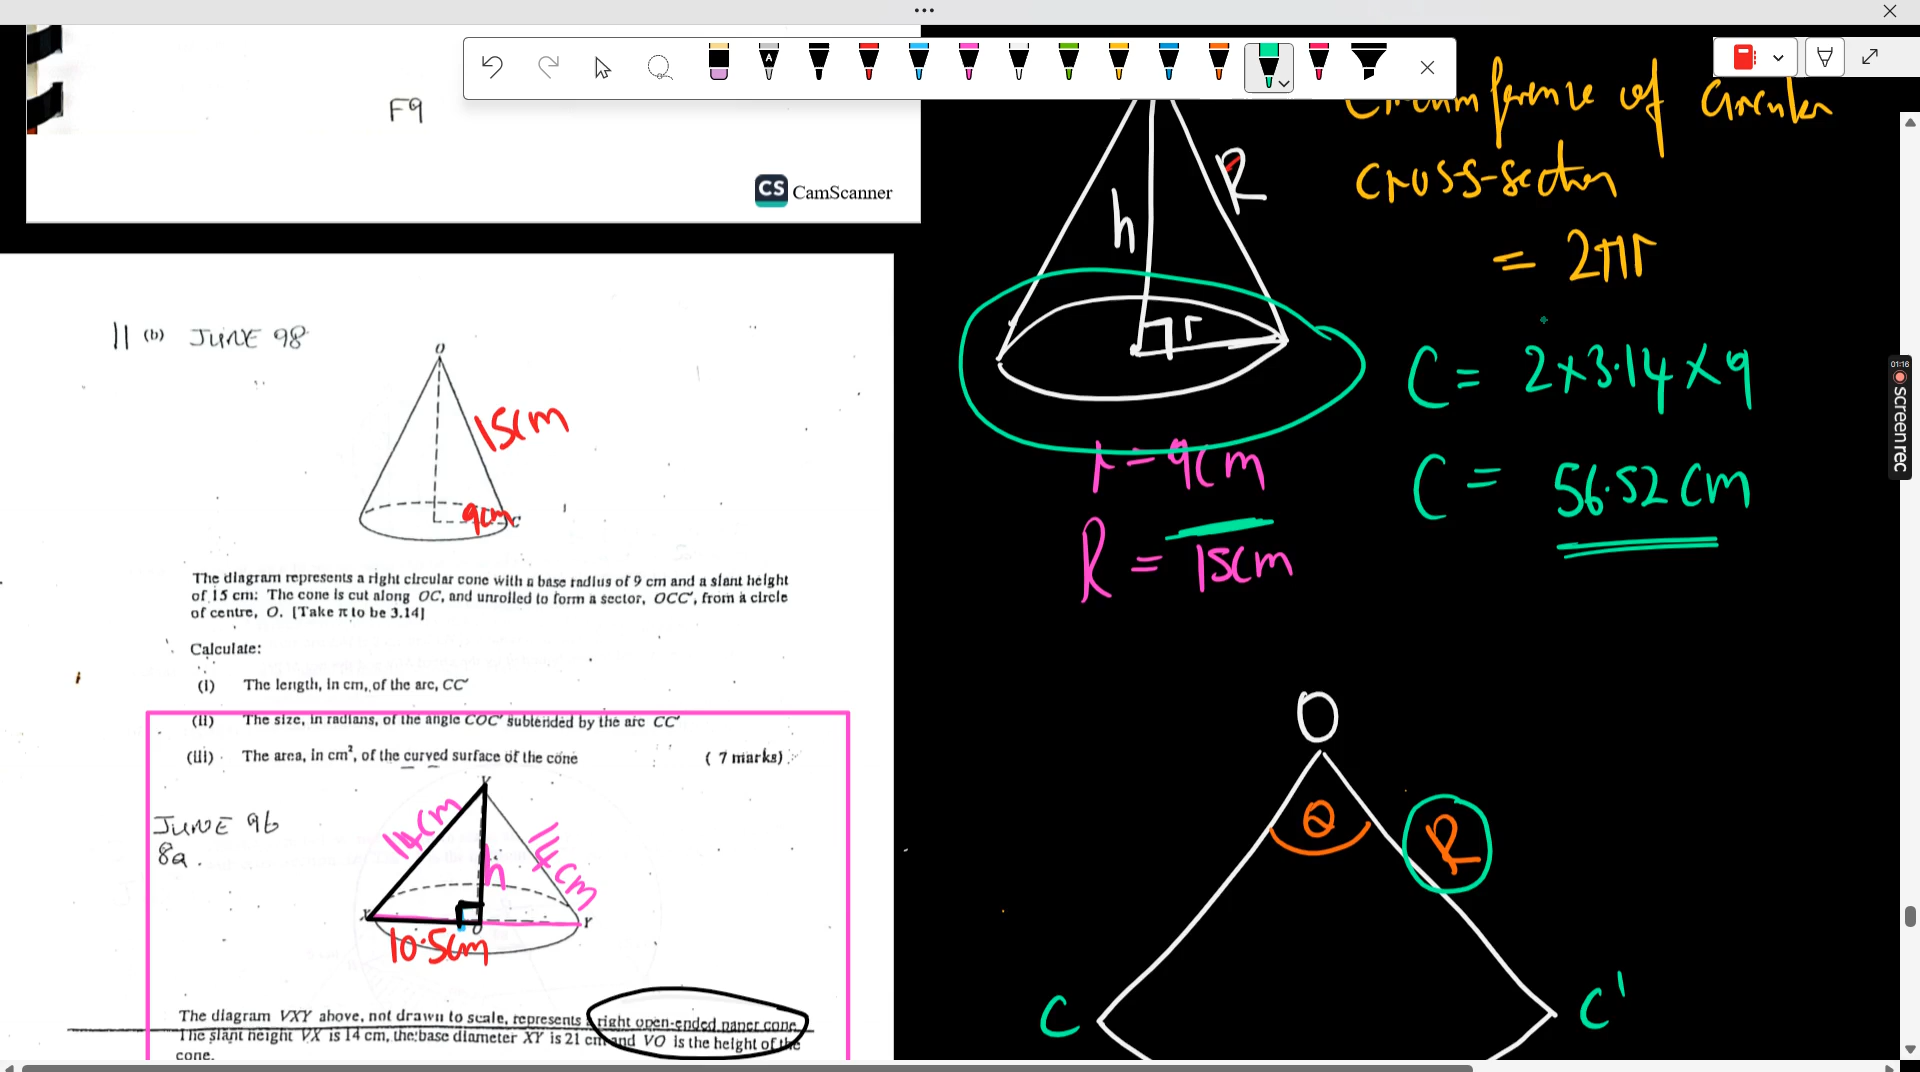 F9
CS CamScanner
11 (b) JUNE 98
O
15cm
9cm
C
The diagram represents a right circular cone with a base radius of 9 cm and a slant height
of 15 cm. The cone is cut along OC, and unrolled to form a sector, OCC', from a circle
of centre, O. [Take π to be 3.14]
Calculate:
(i) The length, in cm, of the arc, CC'
(ii) The size, in radians, of the angle COC' subtended by the arc CC'
(iii) The area, in cm², of the curved surface of the cone ( 7 marks)
JUNE 96
8a.
V
14cm
14cm
h
X
O
Y
10.5cm
The diagram VXY above, not drawn to scale, represents a right open-ended paper cone.
The slant height VX is 14 cm, the base diameter XY is 21 cm and VO is the height of the
cone.
Circumference of circular
cross-section
= 2πr
h
R
r
C = 2×3.14×9
C = 56.52 cm
r = 9cm
R = 15cm
O
θ
R
C
C'
A
01:16
screenrec